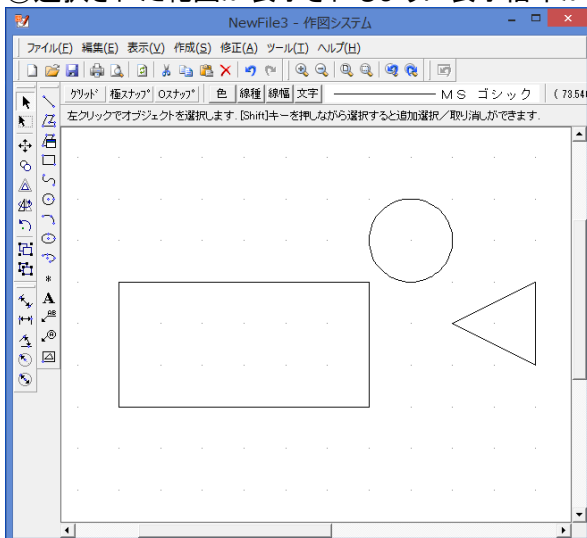 NewFile3 - 作図システム
ファイル(F) 編集(E) 表示(V) 作成(S) 修正(A) ツール(T) ヘルプ(H)
グリッド 極スナップ Oスナップ 色 線種 線幅 文字 ＭＳ ゴシック ( 73.546
左クリックでオブジェクトを選択します. [Shift]キーを押しながら選択すると追加選択／取り消しができます.